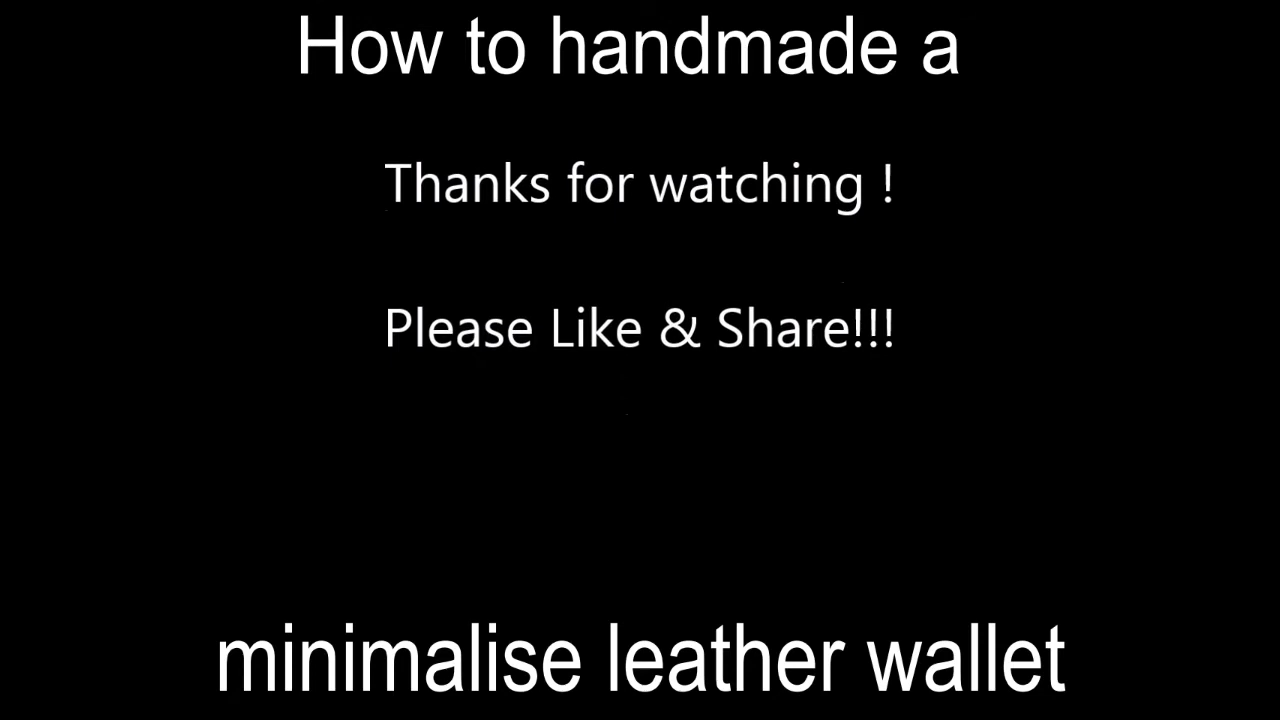 How to handmade a
Thanks for watching !
Please Like & Share!!!
minimalise leather wallet